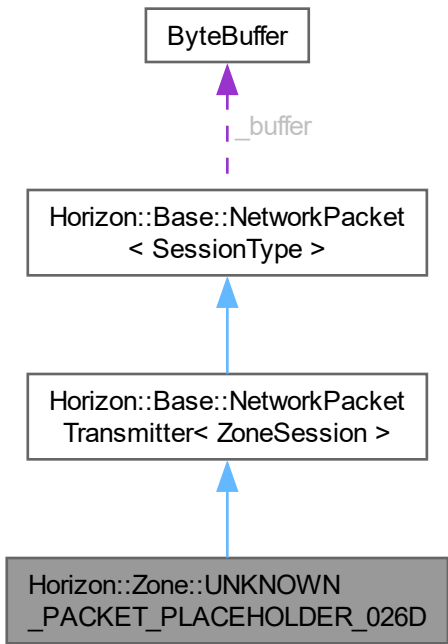 ByteBuffer
_buffer
Horizon::Base::NetworkPacket
< SessionType >
Horizon::Base::NetworkPacket
Transmitter< ZoneSession >
Horizon::Zone::UNKNOWN
_PACKET_PLACEHOLDER_026D